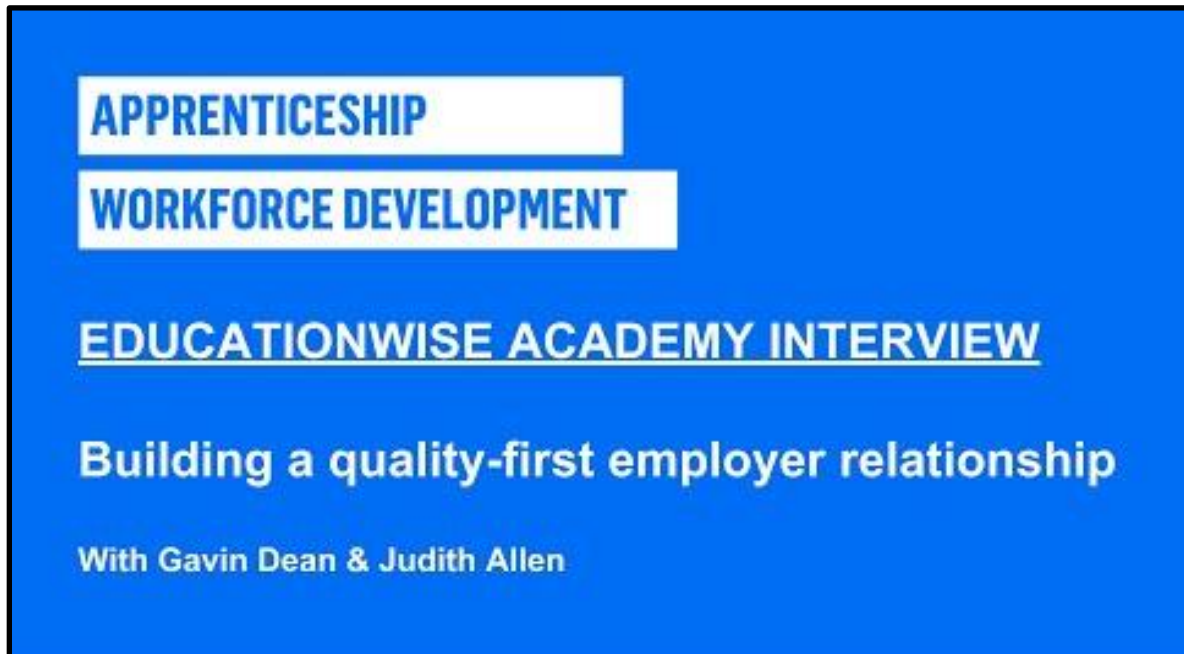 APPRENTICESHIP
WORKFORCE DEVELOPMENT
EDUCATIONWISE ACADEMY INTERVIEW
Building a quality-first employer relationship
With Gavin Dean & Judith Allen